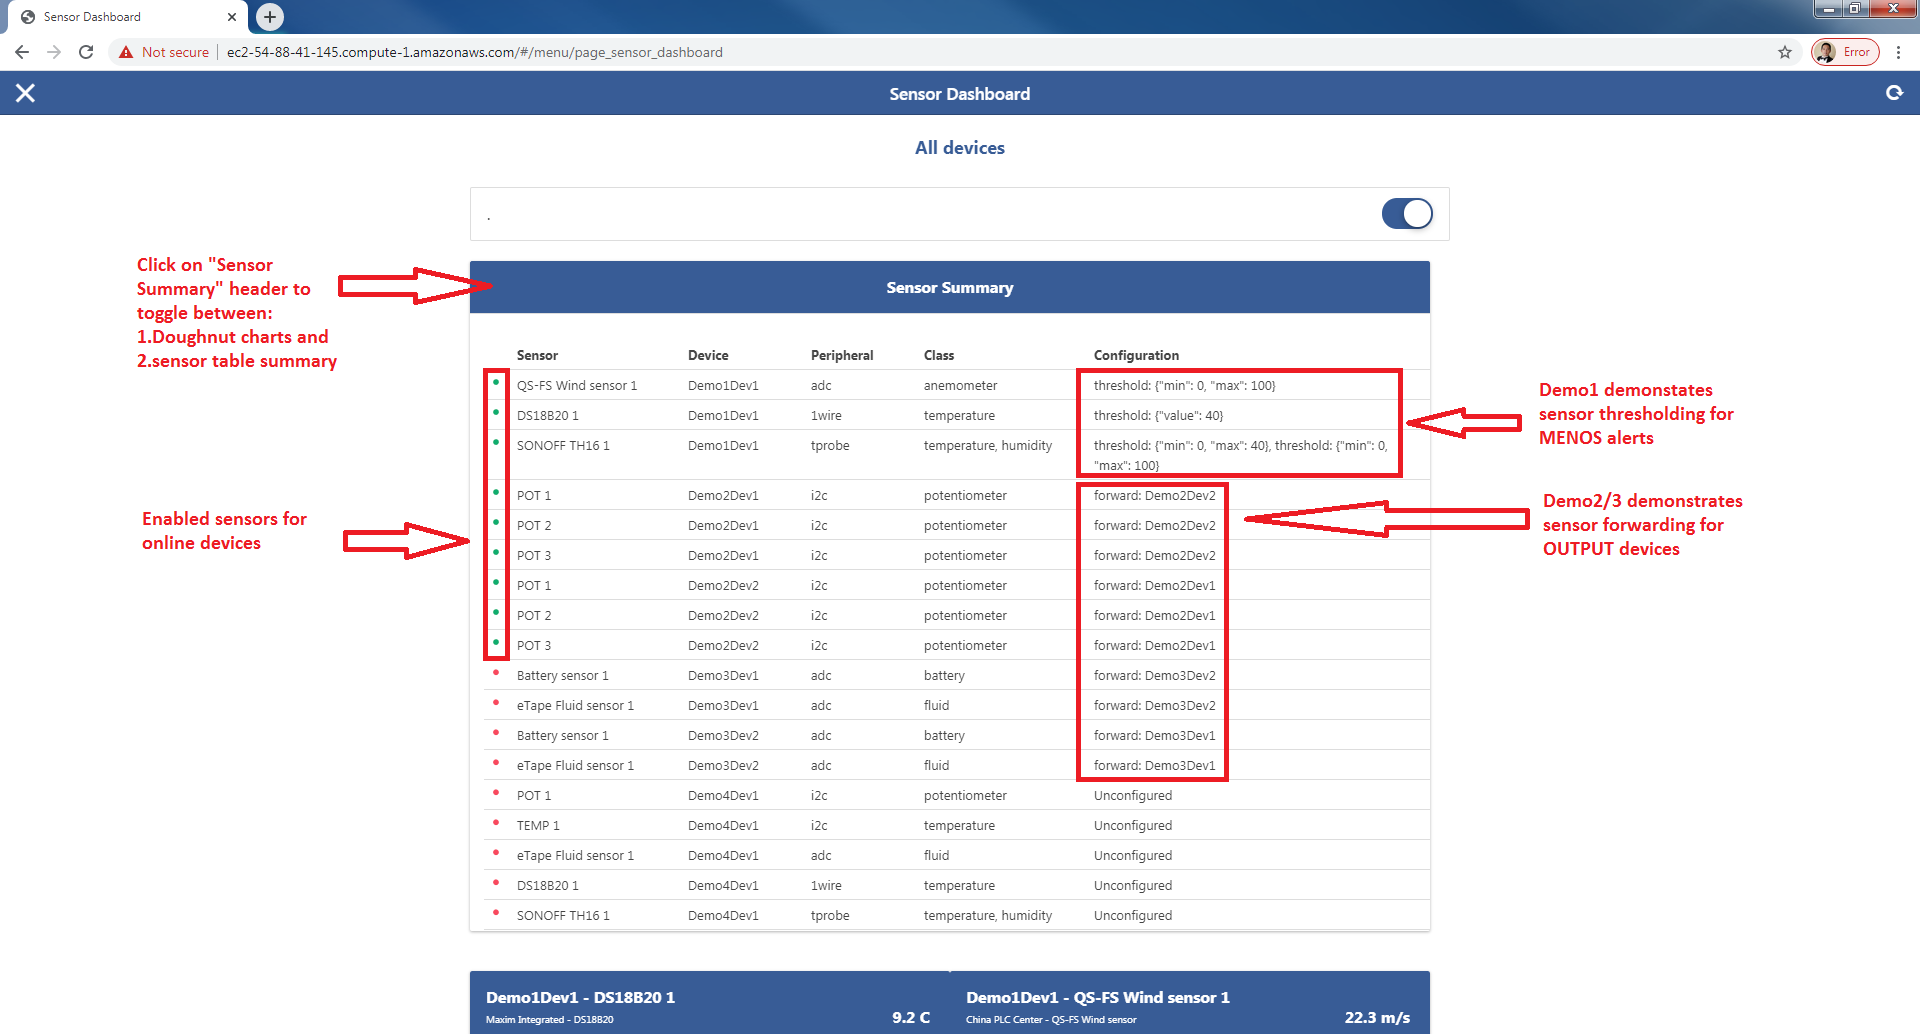 Sensor Dashboard
Not secure
ec2-54-88-41-145.compute-1.amazonaws.com/#/menu/page_sensor_dashboard
Error
Sensor Dashboard
All devices
.
Click on "Sensor
Summary" header to
toggle between:
1.Doughnut charts and
2.sensor table summary
Sensor Summary
Sensor Device Peripheral Class Configuration
QS-FS Wind sensor 1 Demo1Dev1 adc anemometer threshold: {"min": 0, "max": 100}
DS18B20 1 Demo1Dev1 1wire temperature threshold: {"value": 40}
SONOFF TH16 1 Demo1Dev1 tprobe temperature, humidity threshold: {"min": 0, "max": 40}, threshold: {"min": 0,
"max": 100}
Demo1 demonstates
sensor thresholding for
MENOS alerts
POT 1 Demo2Dev1 i2c potentiometer forward: Demo2Dev2
POT 2 Demo2Dev1 i2c potentiometer forward: Demo2Dev2
POT 3 Demo2Dev1 i2c potentiometer forward: Demo2Dev2
POT 1 Demo2Dev2 i2c potentiometer forward: Demo2Dev1
POT 2 Demo2Dev2 i2c potentiometer forward: Demo2Dev1
POT 3 Demo2Dev2 i2c potentiometer forward: Demo2Dev1
Enabled sensors for
online devices
Demo2/3 demonstrates
sensor forwarding for
OUTPUT devices
Battery sensor 1 Demo3Dev1 adc battery forward: Demo3Dev2
eTape Fluid sensor 1 Demo3Dev1 adc fluid forward: Demo3Dev2
Battery sensor 1 Demo3Dev2 adc battery forward: Demo3Dev1
eTape Fluid sensor 1 Demo3Dev2 adc fluid forward: Demo3Dev1
POT 1 Demo4Dev1 i2c potentiometer Unconfigured
TEMP 1 Demo4Dev1 i2c temperature Unconfigured
eTape Fluid sensor 1 Demo4Dev1 adc fluid Unconfigured
DS18B20 1 Demo4Dev1 1wire temperature Unconfigured
SONOFF TH16 1 Demo4Dev1 tprobe temperature, humidity Unconfigured
Demo1Dev1 - DS18B20 1
Maxim Integrated - DS18B20
9.2 C
Demo1Dev1 - QS-FS Wind sensor 1
China PLC Center - QS-FS Wind sensor
22.3 m/s